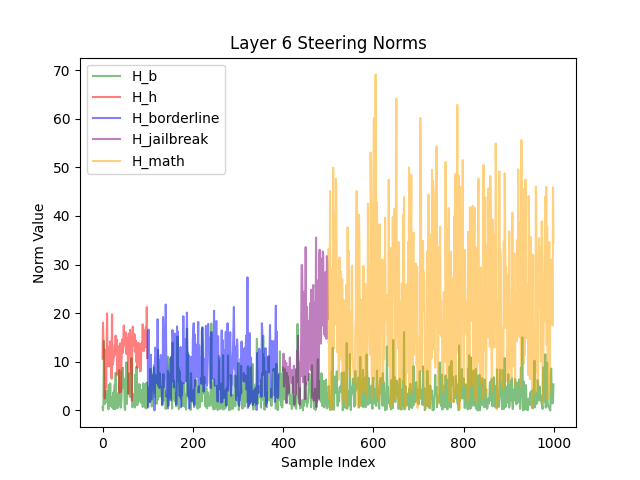 Layer 6 Steering Norms
H_b
H_h
H_borderline
H_jailbreak
H_math
Norm Value
70
60
50
40
30
20
10
0
0 200 400 600 800 1000
Sample Index